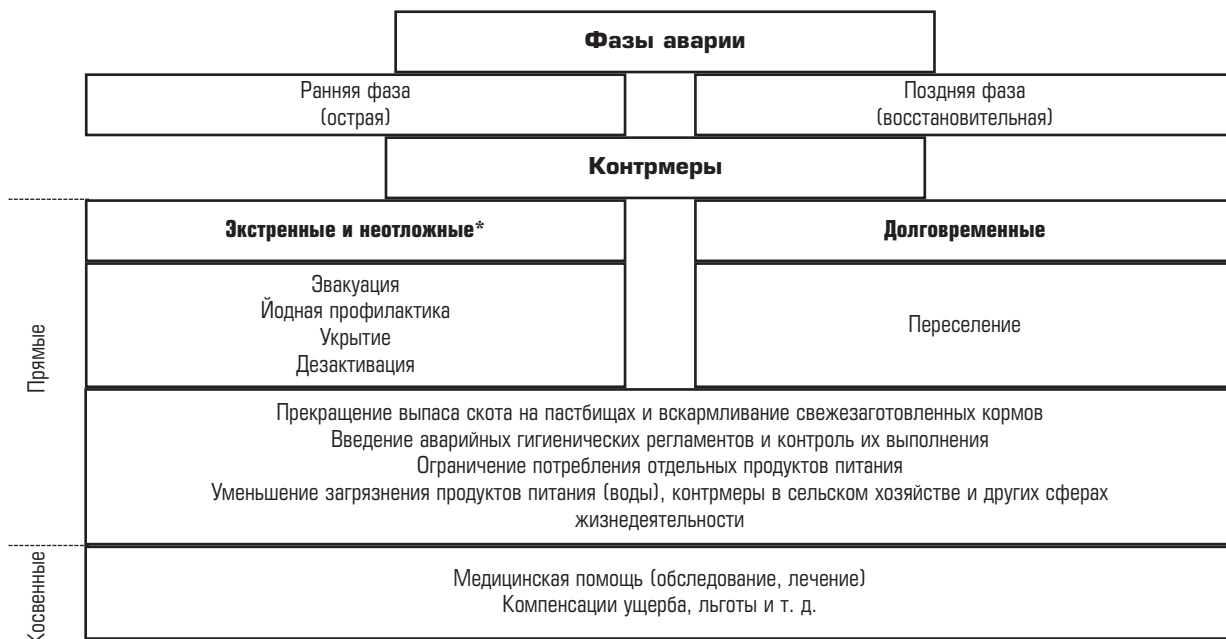 Фазы аварии
Ранняя фаза
(острая)
Поздняя фаза
(восстановительная)
Контрмеры
Экстренные и неотложные*
Долговременные
Прямые
Эвакуация
Йодная профилактика
Укрытие
Дезактивация
Переселение
Прекращение выпаса скота на пастбищах и вскармливание свежезаготовленных кормов
Введение аварийных гигиенических регламентов и контроль их выполнения
Ограничение потребления отдельных продуктов питания
Уменьшение загрязнения продуктов питания (воды), контрмеры в сельском хозяйстве и других сферах
жизнедеятельности
Косвенные
Медицинская помощь (обследование, лечение)
Компенсации ущерба, льготы и т. д.